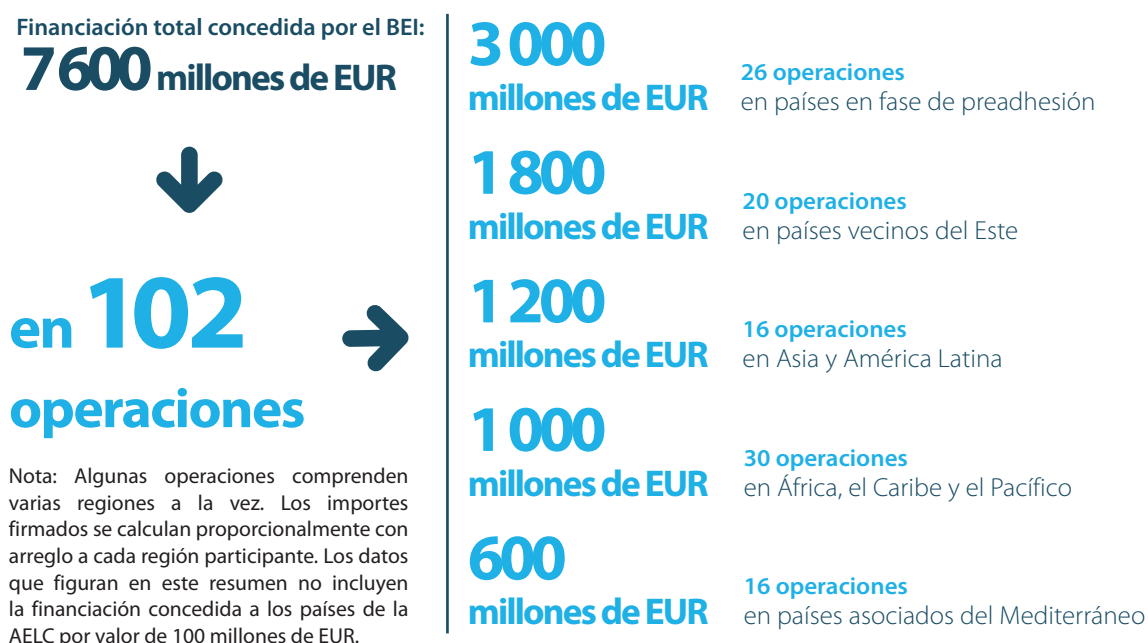 Financiación total concedida por el BEI:
7 600 millones de EUR
en 102
operaciones
Nota: Algunas operaciones comprenden
varias regiones a la vez. Los importes
firmados se calculan proporcionalmente con
arreglo a cada región participante. Los datos
que figuran en este resumen no incluyen
la financiación concedida a los países de la
AELC por valor de 100 millones de EUR.
3 000
millones de EUR
26 operaciones
en países en fase de preadhesión
1 800
millones de EUR
20 operaciones
en países vecinos del Este
1 200
millones de EUR
16 operaciones
en Asia y América Latina
1 000
millones de EUR
30 operaciones
en África, el Caribe y el Pacífico
600
millones de EUR
16 operaciones
en países asociados del Mediterráneo